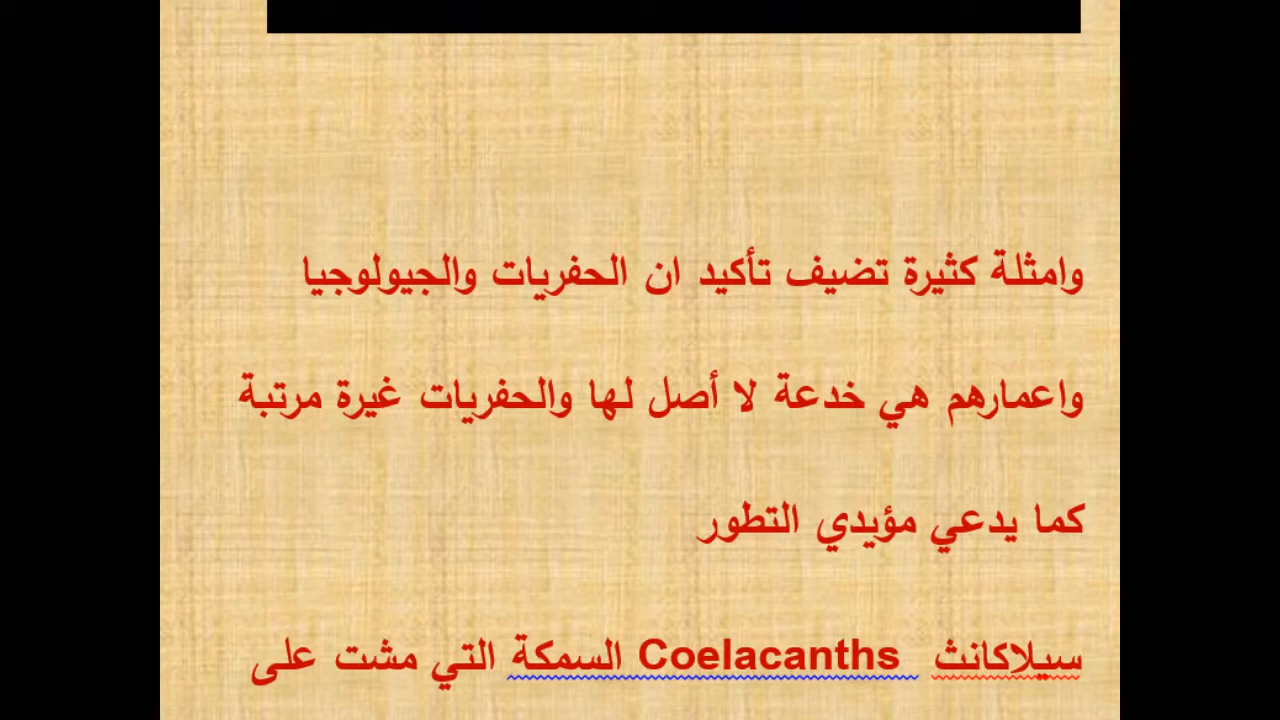 وامثلة كثيرة تضيف تأكيد ان الحفريات والجيولوجيا
واعمارهم هي خدعة لا أصل لها والحفريات غيرة مرتبة
كما يدعي مؤيدي التطور
سيلاكانث Coelacanths السمكة التي مشت على